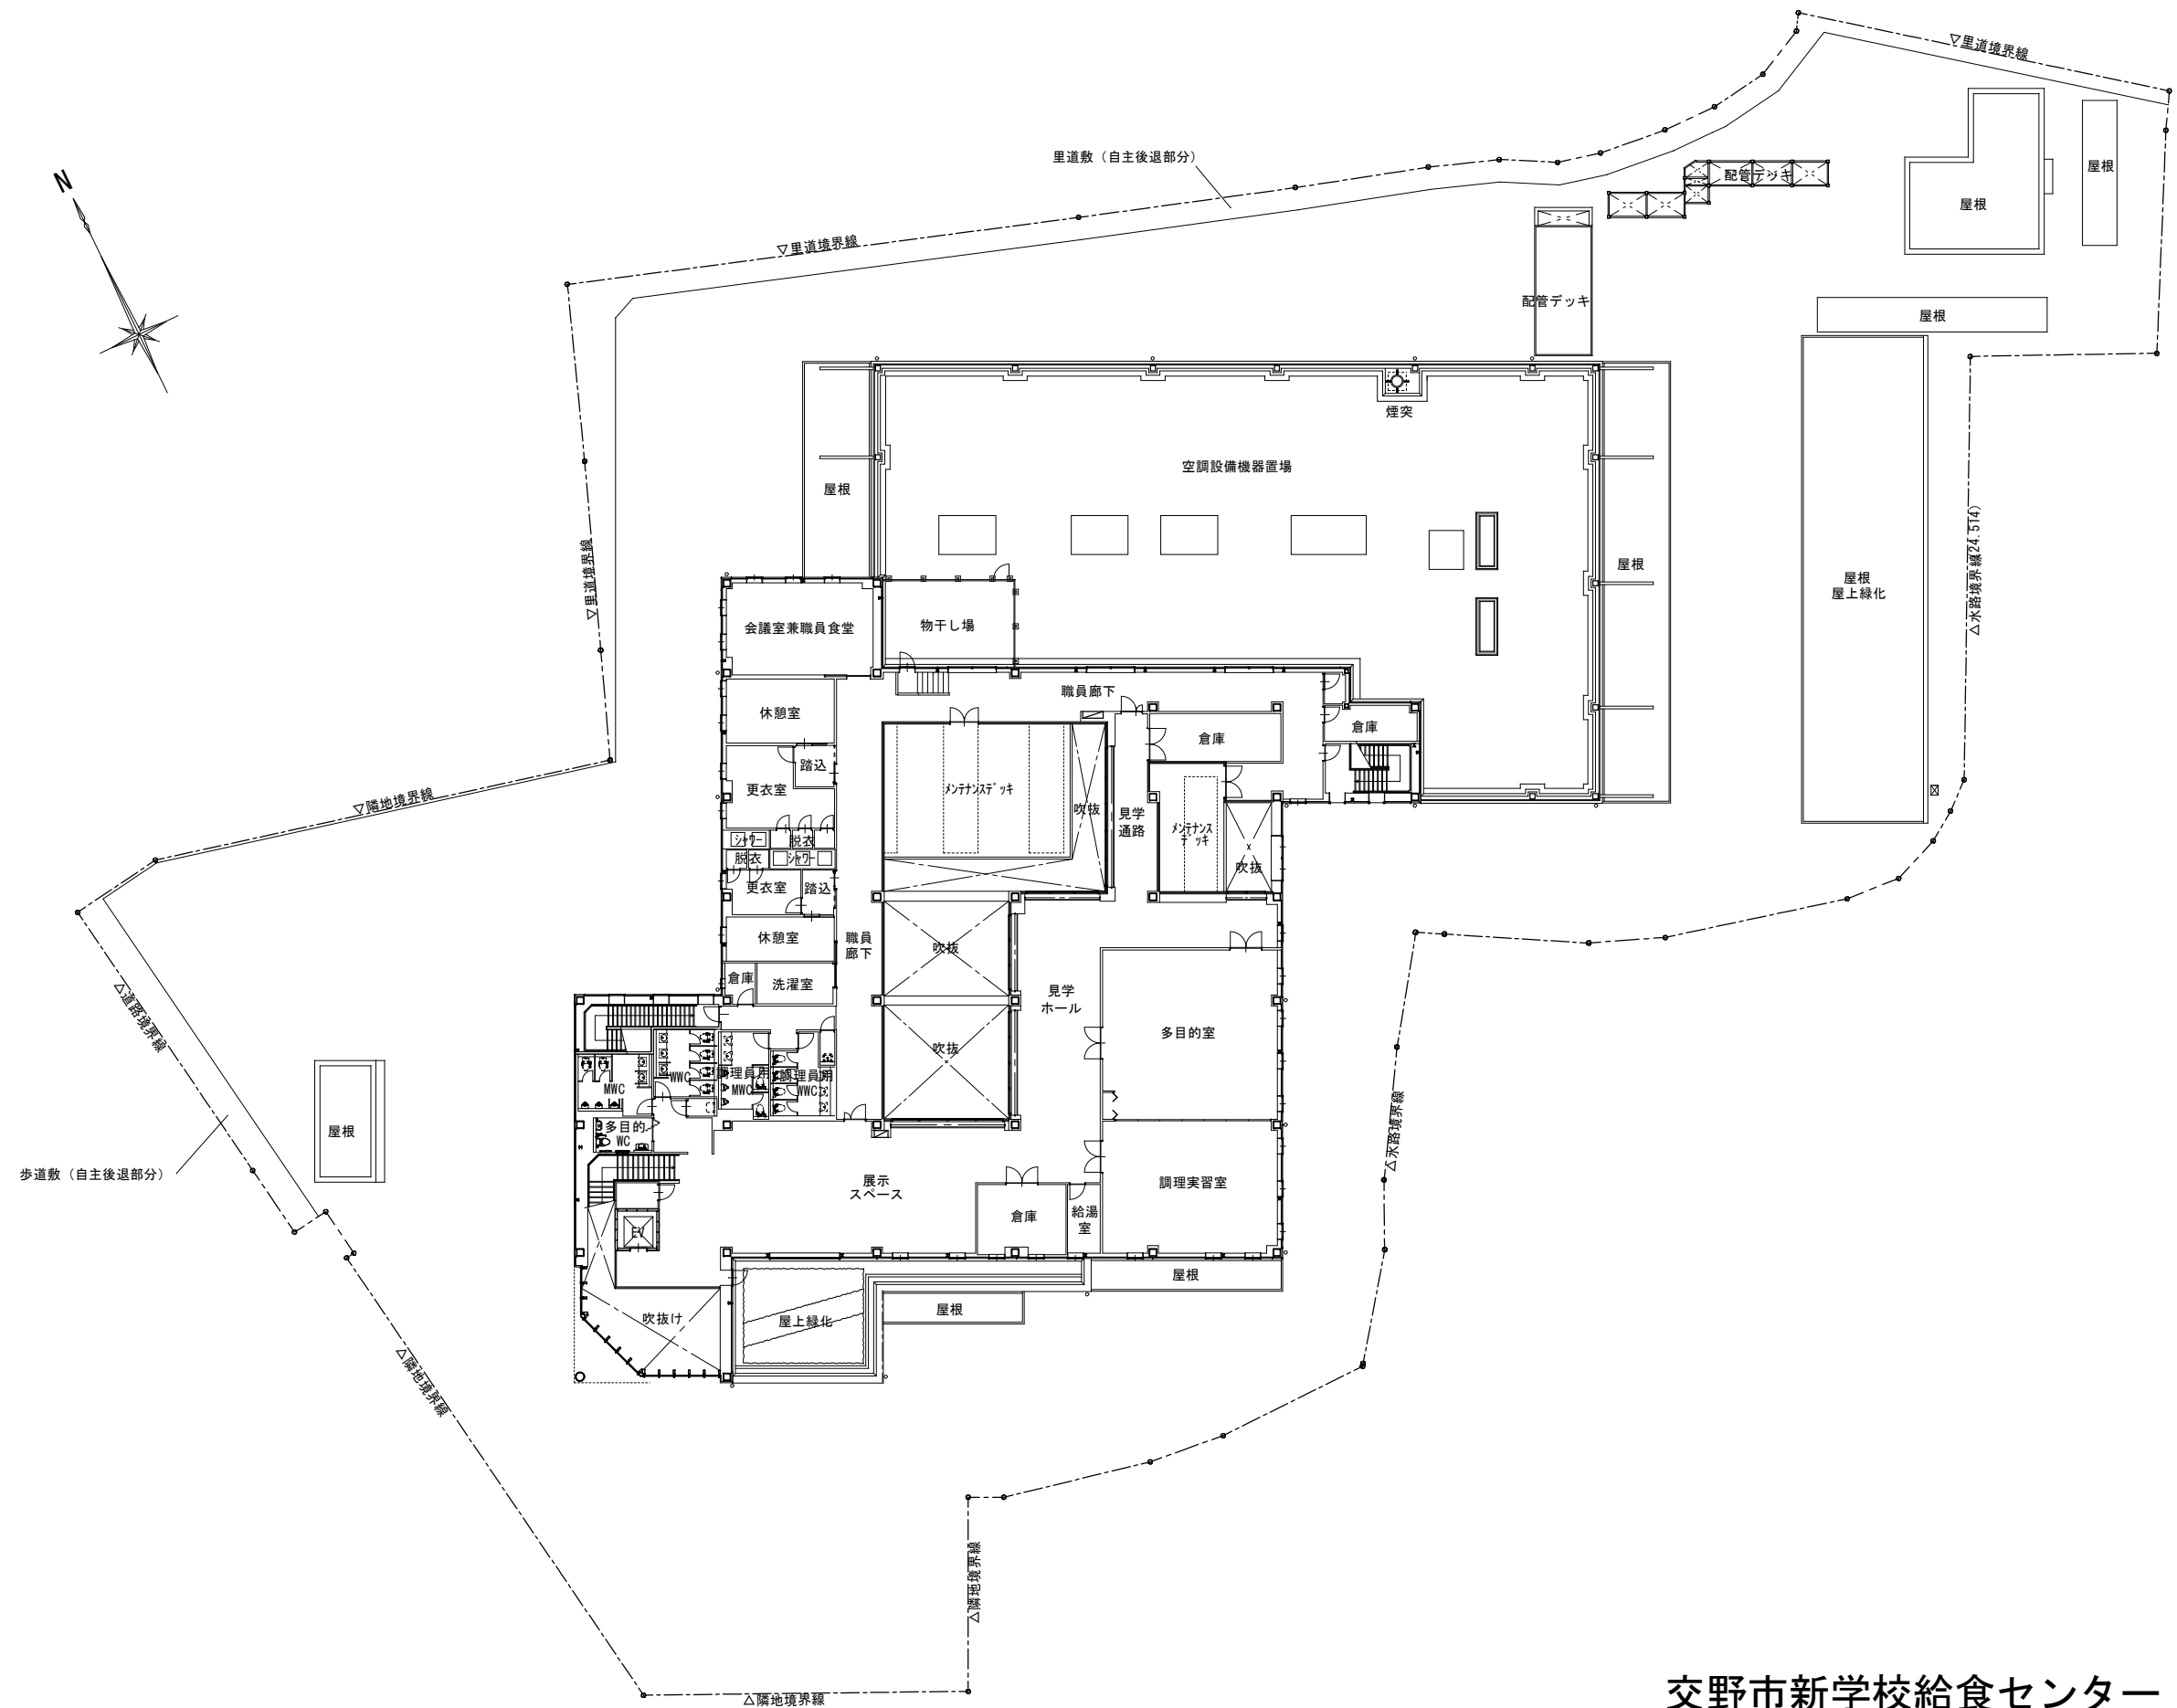 ▽里道境界線
里道敷（自主後退部分）
N
配管デッキ
屋根
屋根
▽里道境界線
配管デッキ
屋根
煙突
空調設備機器置場
屋根
屋根
屋根
屋上緑化
△水路境界線(24.514)
▽里道境界線
会議室兼職員食堂
物干し場
職員廊下
休憩室
倉庫
倉庫
踏込
更衣室
メンテナンスデッキ
吹抜
見学
通路
メンテナンス
デッキ
吹抜
▽隣地境界線
シャワー
脱衣
脱衣
シャワー
更衣室
踏込
休憩室
職員
廊下
吹抜
倉庫
洗濯室
見学
ホール
多目的室
△道路境界線
吹抜
MWC
WWC
調理員用
MWC
調理員用
WWC
多目的
WC
屋根
歩道敷（自主後退部分）
△水路境界線
展示
スペース
倉庫
給湯
室
調理実習室
EV
屋根
屋根
吹抜け
屋上緑化
△隣地境界線
△隣地境界線
△隣地境界線
交野市新学校給食センター